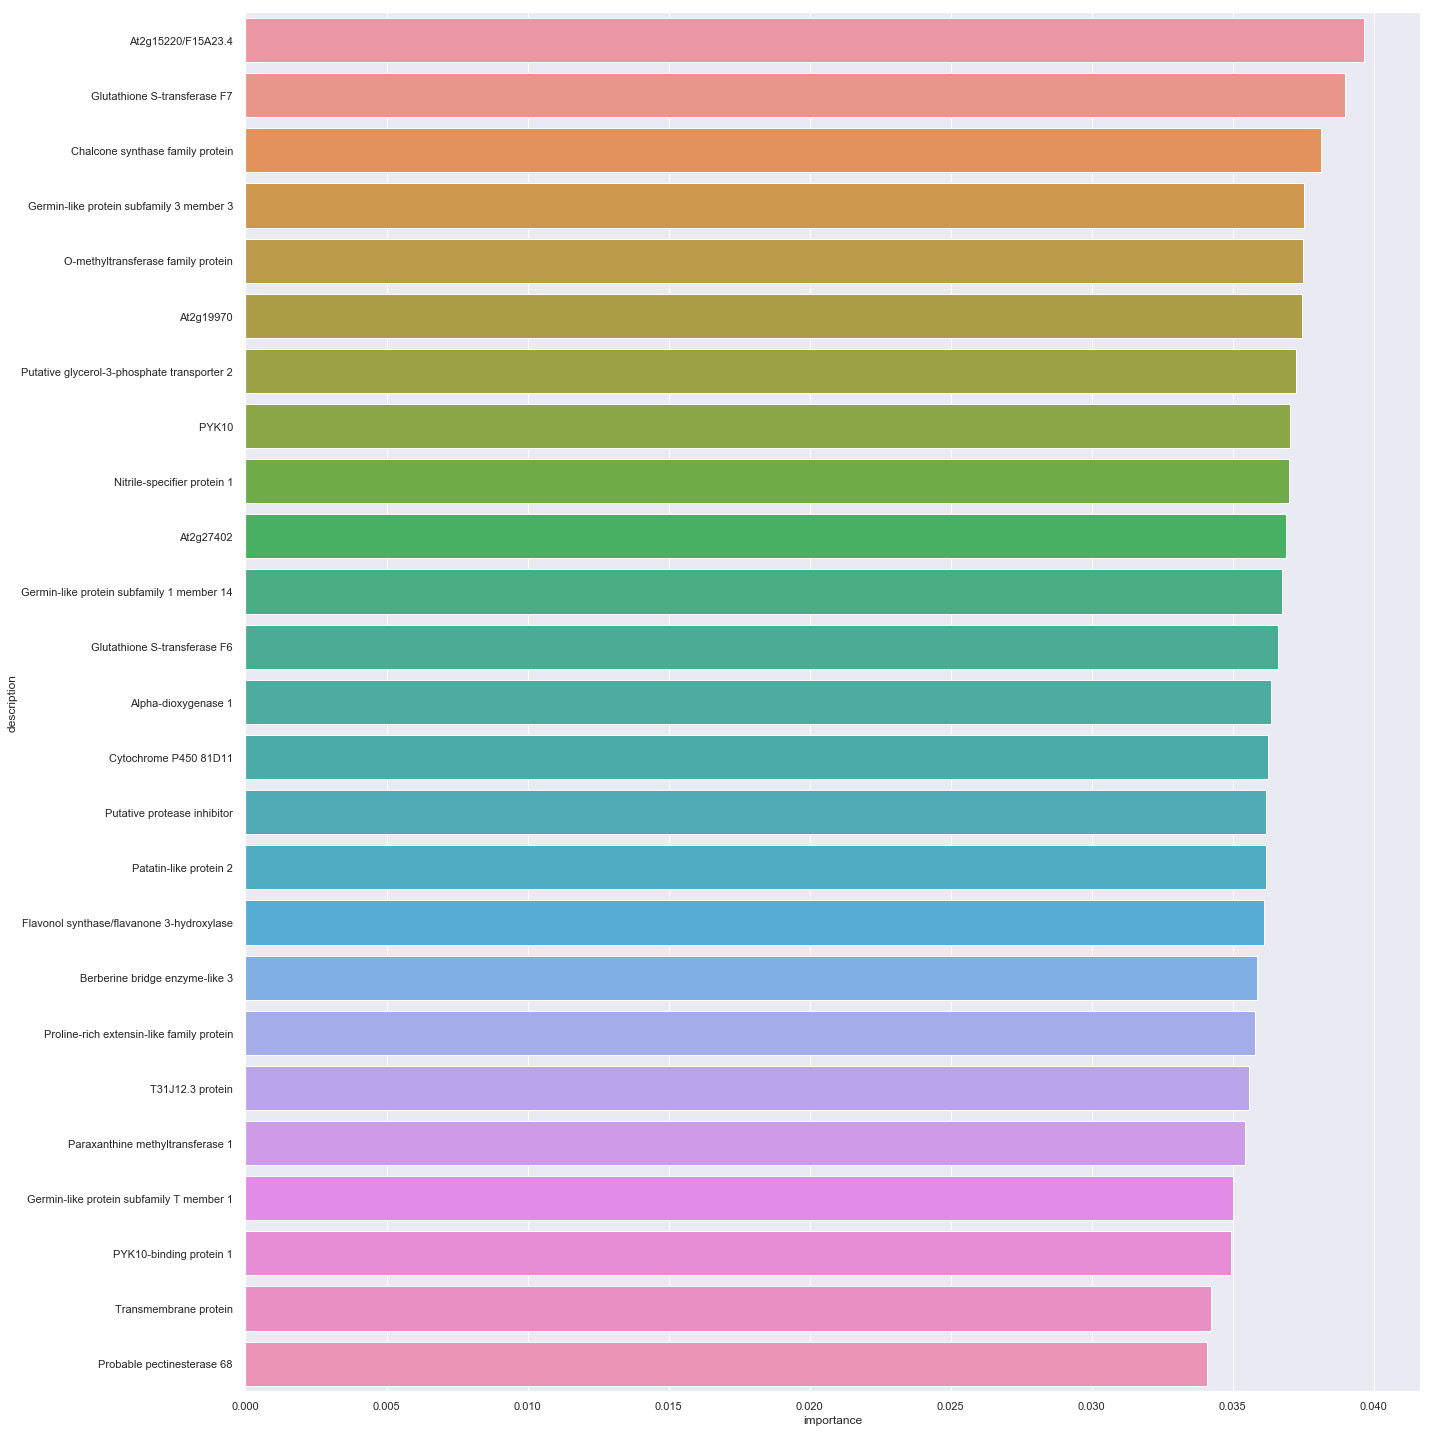 At2g15220/F15A23.4
Glutathione S-transferase F7
Chalcone synthase family protein
Germin-like protein subfamily 3 member 3
O-methyltransferase family protein
At2g19970
Putative glycerol-3-phosphate transporter 2
PYK10
Nitrile-specifier protein 1
At2g27402
Germin-like protein subfamily 1 member 14
Glutathione S-transferase F6
description
Alpha-dioxygenase 1
Cytochrome P450 81D11
Putative protease inhibitor
Patatin-like protein 2
Flavonol synthase/flavanone 3-hydroxylase
Berberine bridge enzyme-like 3
Proline-rich extensin-like family protein
T31J12.3 protein
Paraxanthine methyltransferase 1
Germin-like protein subfamily T member 1
PYK10-binding protein 1
Transmembrane protein
Probable pectinesterase 68
0.000 0.005 0.010 0.015 0.020 0.025 0.030 0.035 0.040
importance